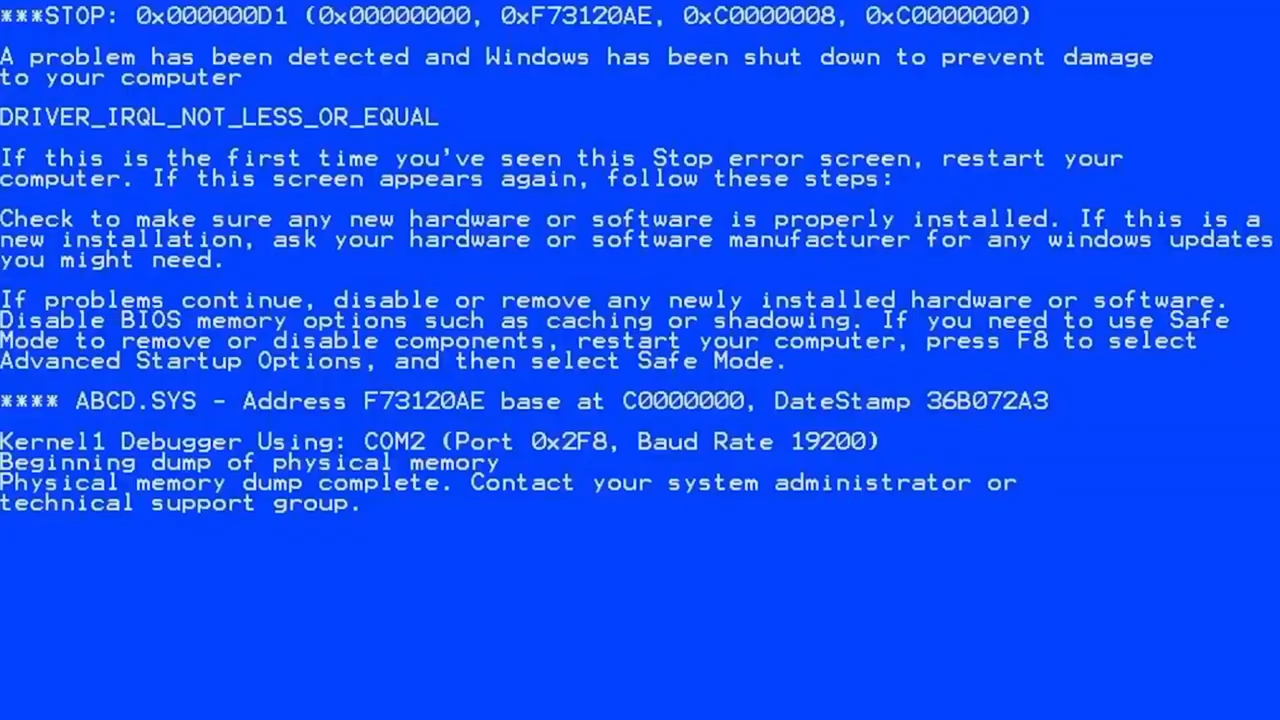 ***STOP: 0x000000D1 (0x00000000, 0xF73120AE, 0xC0000008, 0xC0000000)
A problem has been detected and Windows has been shut down to prevent damage
to your computer
DRIVER_IRQL_NOT_LESS_OR_EQUAL
If this is the first time you've seen this Stop error screen, restart your
computer. If this screen appears again, follow these steps:
Check to make sure any new hardware or software is properly installed. If this is a
new installation, ask your hardware or software manufacturer for any windows updates
you might need.
If problems continue, disable or remove any newly installed hardware or software.
Disable BIOS memory options such as caching or shadowing. If you need to use Safe
Mode to remove or disable components, restart your computer, press F8 to select
Advanced Startup Options, and then select Safe Mode.
**** ABCD.SYS - Address F73120AE base at C0000000, DateStamp 36B072A3
Kernel1 Debugger Using: COM2 (Port 0x2F8, Baud Rate 19200)
Beginning dump of physical memory
Physical memory dump complete. Contact your system administrator or
technical support group.